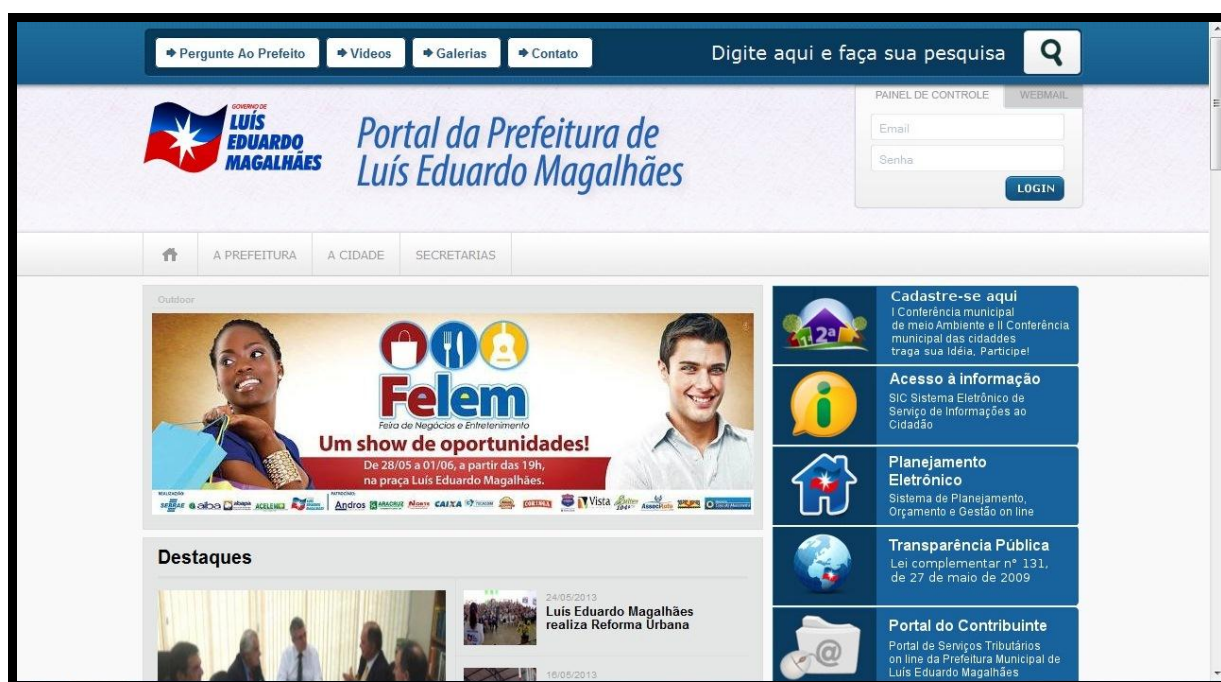 Pergunte Ao Prefeito
Videos
Galerias
Contato
Digite aqui e faça sua pesquisa
GOVERNO DE
LUÍS
EDUARDO
MAGALHÃES
Portal da Prefeitura de
Luís Eduardo Magalhães
PAINEL DE CONTROLE
WEBMAIL
Email
Senha
LOGIN
A PREFEITURA
A CIDADE
SECRETARIAS
Outdoor
Felem
Feira de Negócios e Entretenimento
Um show de oportunidades!
De 28/05 a 01/06, a partir das 19h,
na praça Luís Eduardo Magalhães.
REALIZAÇÃO
SEBRAE aiba abapa ACELEM
Andros ARAGUAZ CAIXA Vista
Destaques
24/05/2013
Luís Eduardo Magalhães
realiza Reforma Urbana
16/05/2013
1ª 2ª
Cadastre-se aqui
I Conferência municipal
de meio Ambiente e II Conferência
municipal das cidaddes
traga sua Idéia, Participe!
Acesso à informação
SIC Sistema Eletrônico de
Serviço de Informações ao
Cidadão
Planejamento
Eletrônico
Sistema de Planejamento,
Orçamento e Gestão on line
Transparência Pública
Lei complementar n° 131,
de 27 de maio de 2009
Portal do Contribuinte
Portal de Serviços Tributários
on line da Prefeitura Municipal de
Luís Eduardo Magalhães